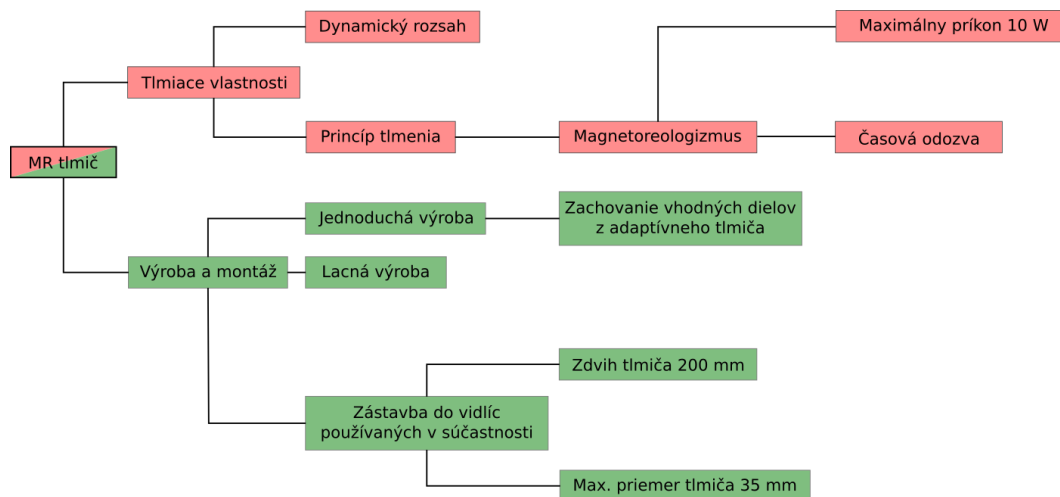 Dynamický rozsah
Maximálny príkon 10 W
Tlmiace vlastnosti
Princíp tlmenia
Magnetoreologizmus
Časová odozva
MR tlmič
Jednoduchá výroba
Zachovanie vhodných dielov
z adaptívneho tlmiča
Výroba a montáž
Lacná výroba
Zdvih tlmiča 200 mm
Zástavba do vidlíc
používaných v súčastnosti
Max. priemer tlmiča 35 mm